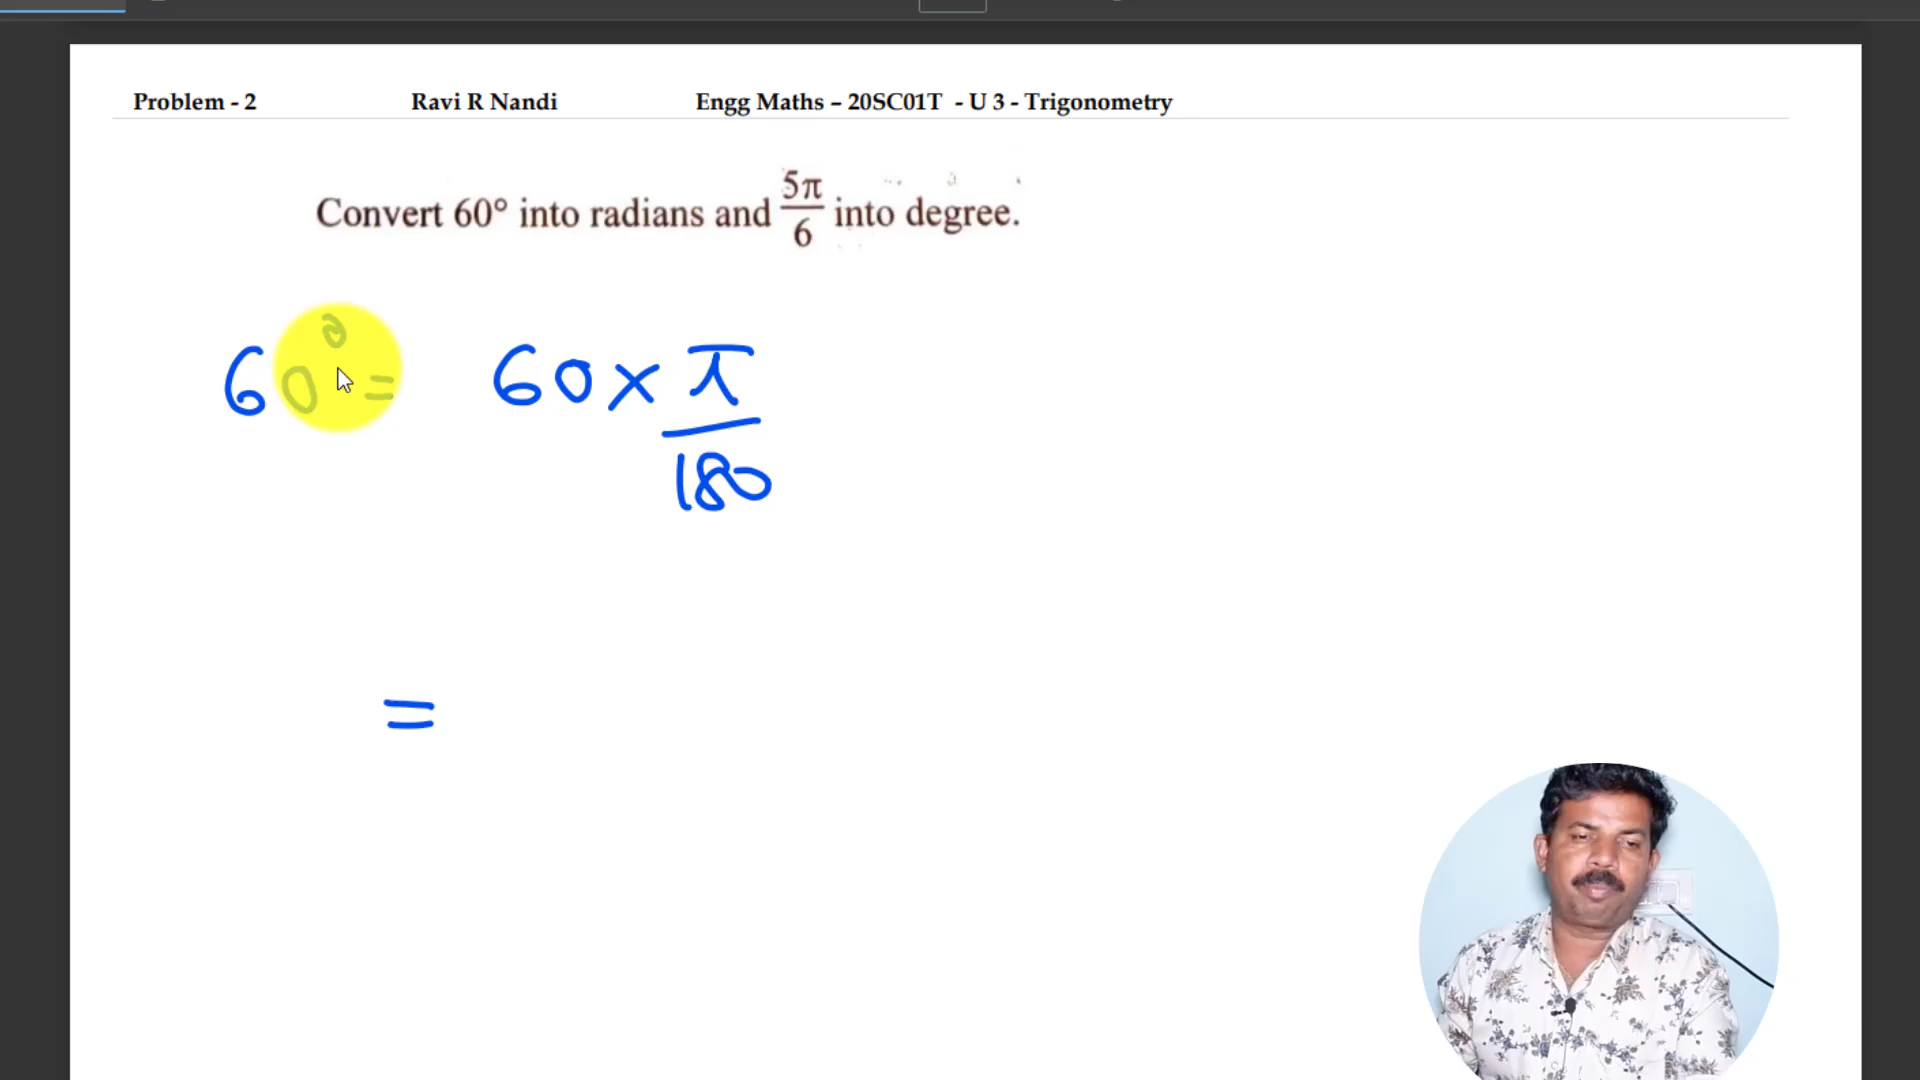 Problem - 2 Ravi R Nandi Engg Maths – 20SC01T - U 3 - Trigonometry
Convert 60° into radians and 5π/6 into degree.
60° = 60 × π/180
=